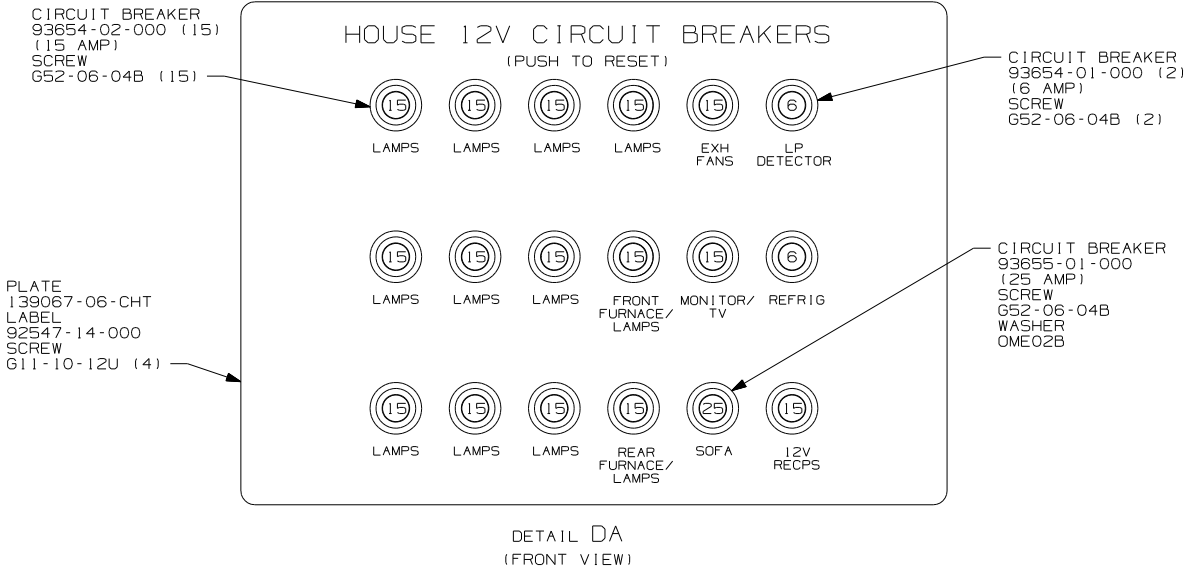 CIRCUIT BREAKER
93654-02-000 (15)
(15 AMP)
SCREW
G52-06-04B (15)
HOUSE 12V CIRCUIT BREAKERS
(PUSH TO RESET)
CIRCUIT BREAKER
93654-01-000 (2)
(6 AMP)
SCREW
G52-06-04B (2)
15 15 15 15 15 6
LAMPS LAMPS LAMPS LAMPS EXH FANS LP DETECTOR
15 15 15 15 15 6
LAMPS LAMPS LAMPS FRONT FURNACE/ LAMPS MONITOR/ TV REFRIG
CIRCUIT BREAKER
93655-01-000
(25 AMP)
SCREW
G52-06-04B
WASHER
OME02B
PLATE
139067-06-CHT
LABEL
92547-14-000
SCREW
G11-10-12U (4)
15 15 15 15 25 15
LAMPS LAMPS LAMPS REAR FURNACE/ LAMPS SOFA 12V RECPS
DETAIL DA
(FRONT VIEW)